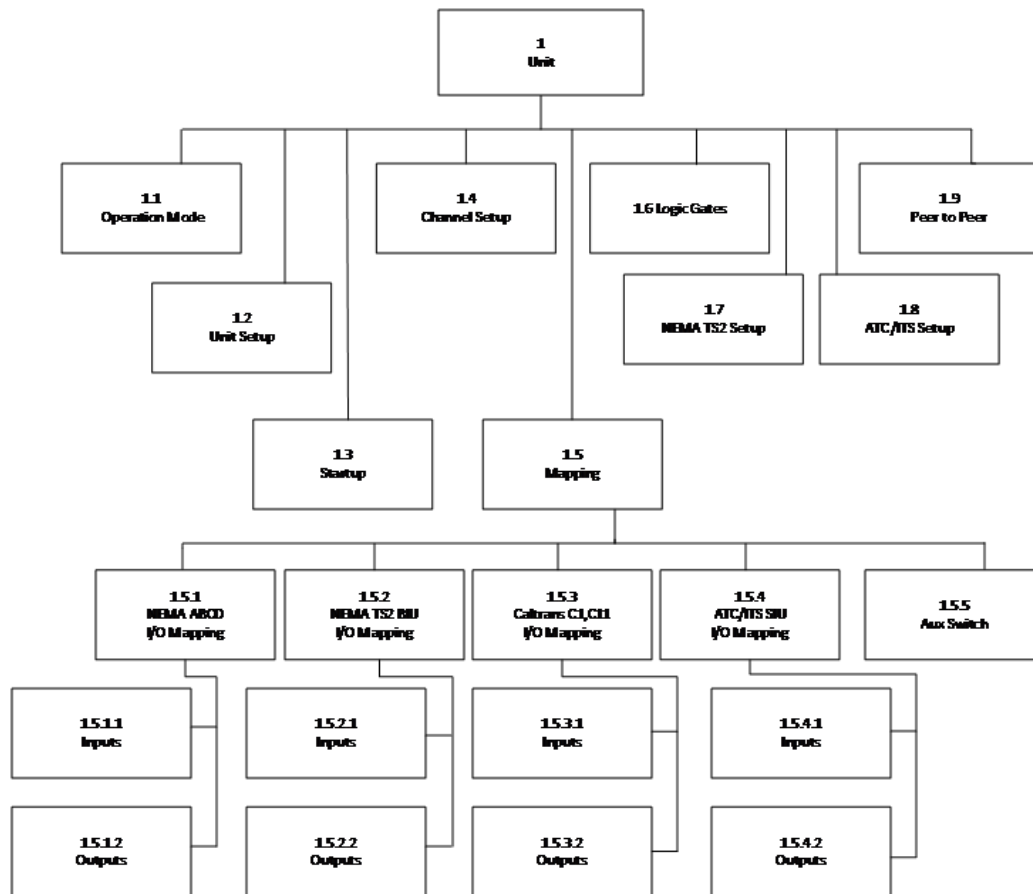 1
Unit
1.1
Operation Mode
1.4
Channel Setup
1.6 Logic Gates
1.9
Peer to Peer
1.2
Unit Setup
1.7
NEMA TS2 Setup
1.8
ATC/ITS Setup
1.3
Startup
1.5
Mapping
1.5.1
NEMA ABCD
I/O Mapping
1.5.2
NEMA TS2 BIU
I/O Mapping
1.5.3
Caltrans C1,C11
I/O Mapping
1.5.4
ATC/ITS SIU
I/O Mapping
1.5.5
Aux Switch
1.5.1.1
Inputs
1.5.2.1
Inputs
1.5.3.1
Inputs
1.5.4.1
Inputs
1.5.1.2
Outputs
1.5.2.2
Outputs
1.5.3.2
Outputs
1.5.4.2
Outputs